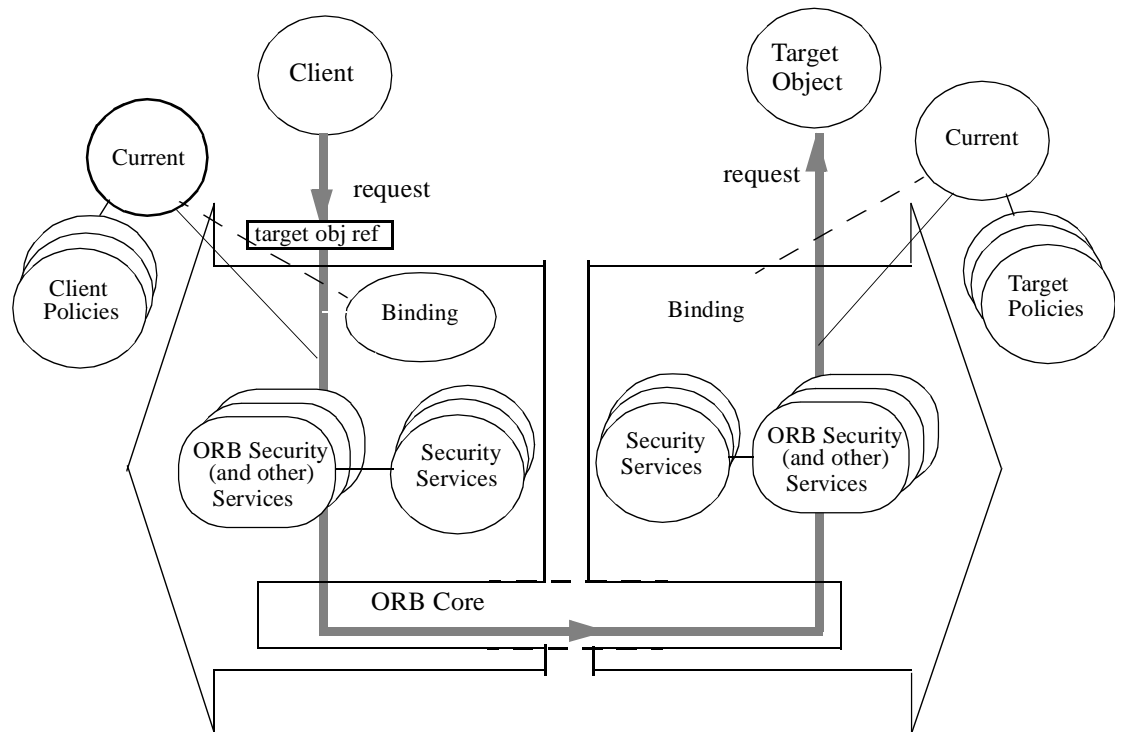 Client
Target
Object
Current
Current
request
request
target obj ref
Client
Policies
Binding
Binding
Target
Policies
ORB Security
(and other)
Services
Security
Services
Security
Services
ORB Security
(and other)
Services
ORB Core